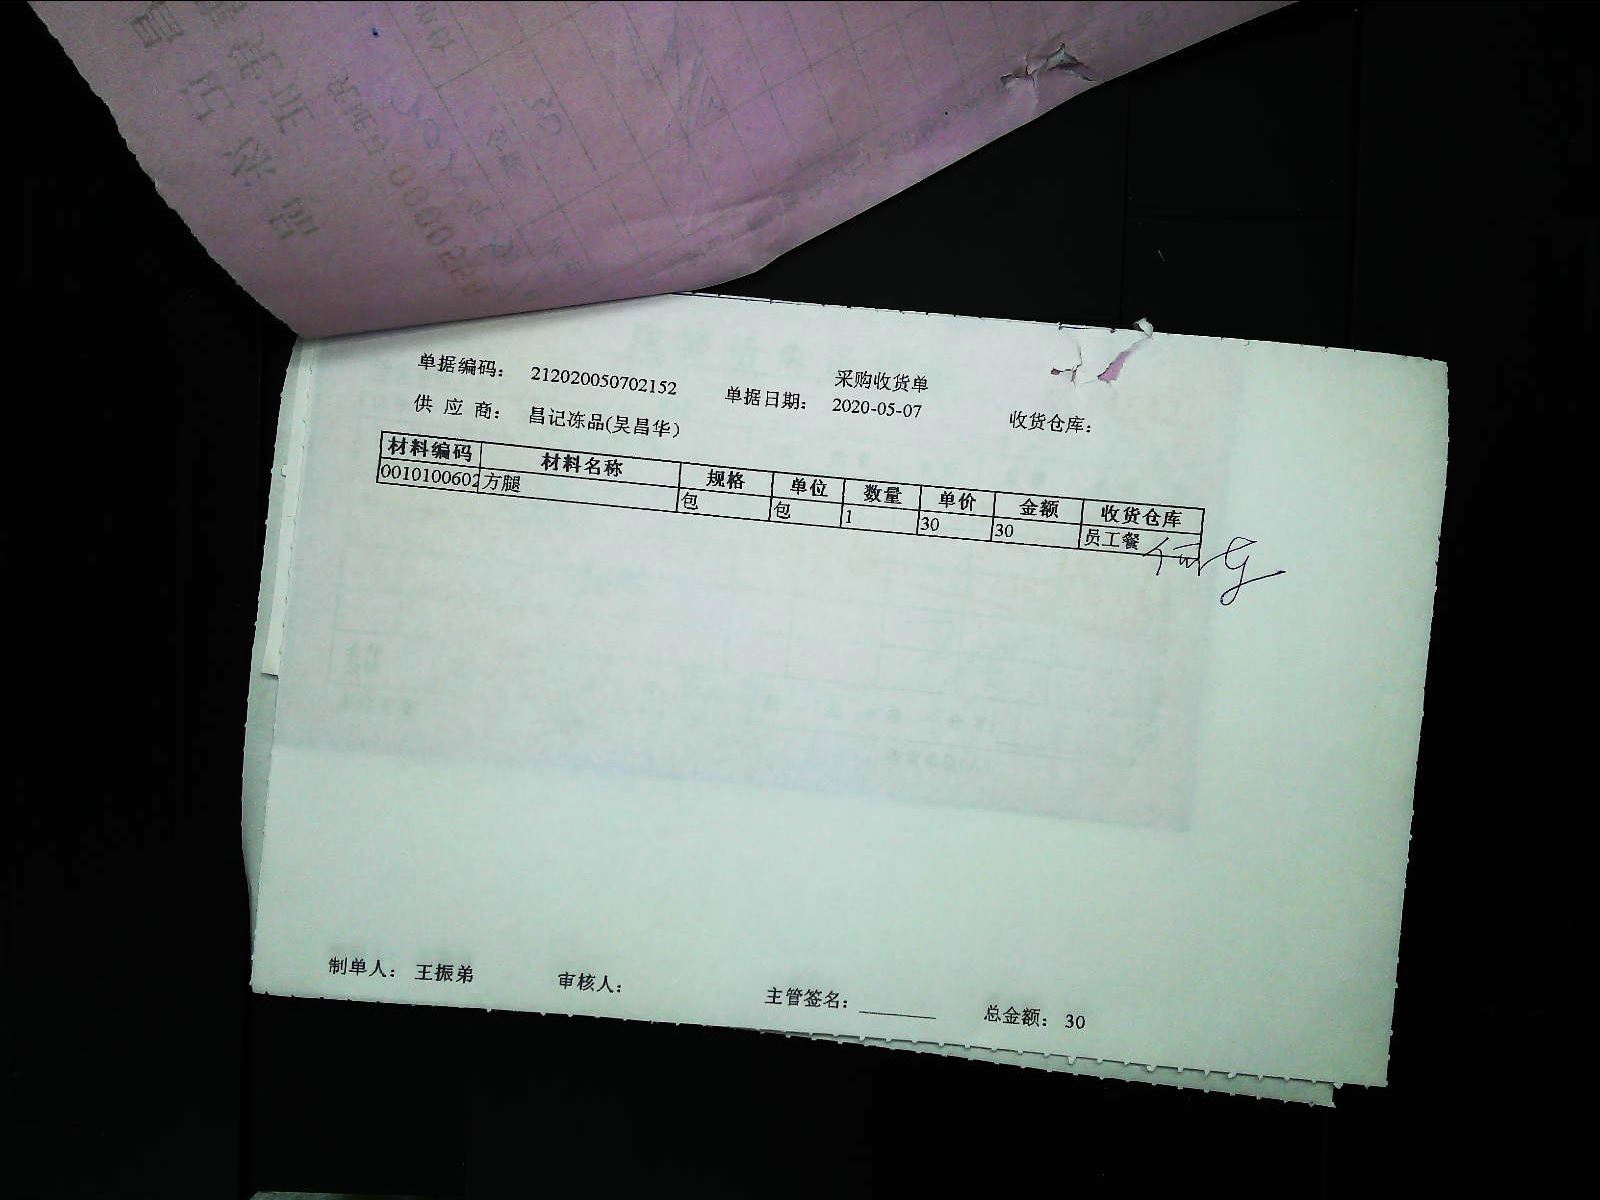 采购收货单
单据编码： 212020050702152 单据日期： 2020-05-07 收货仓库：
供 应 商： 昌记冻品(吴昌华)
材料编码 材料名称 规格 单位 数量 单价 金额 收货仓库
0010100602 方腿 包 包 1 30 30 员工餐
制单人： 王振弟 审核人： 主管签名： 总金额： 30